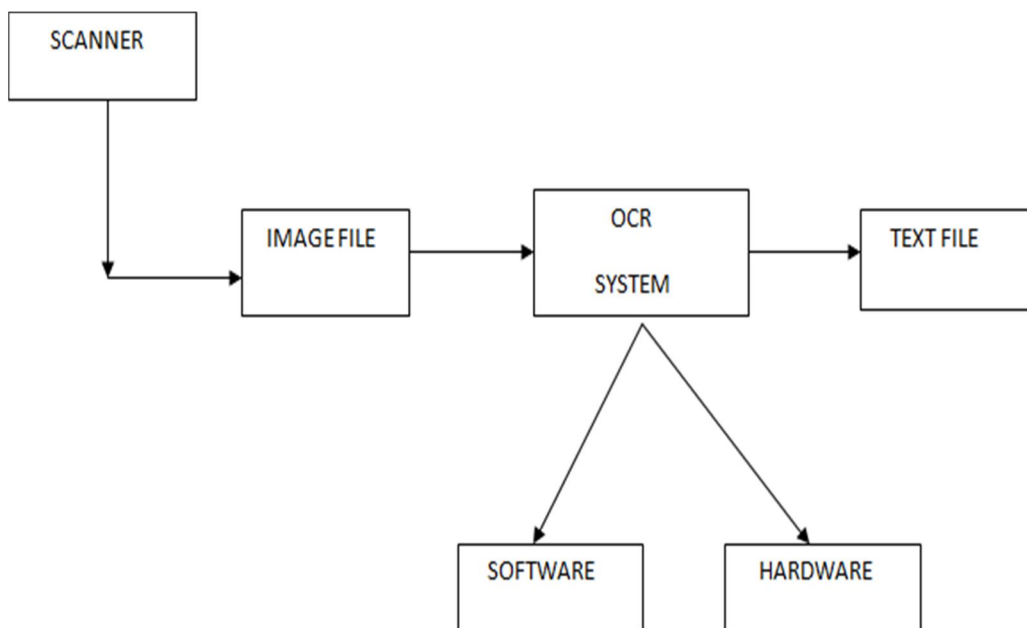 SCANNER
IMAGE FILE
OCR
SYSTEM
TEXT FILE
SOFTWARE
HARDWARE